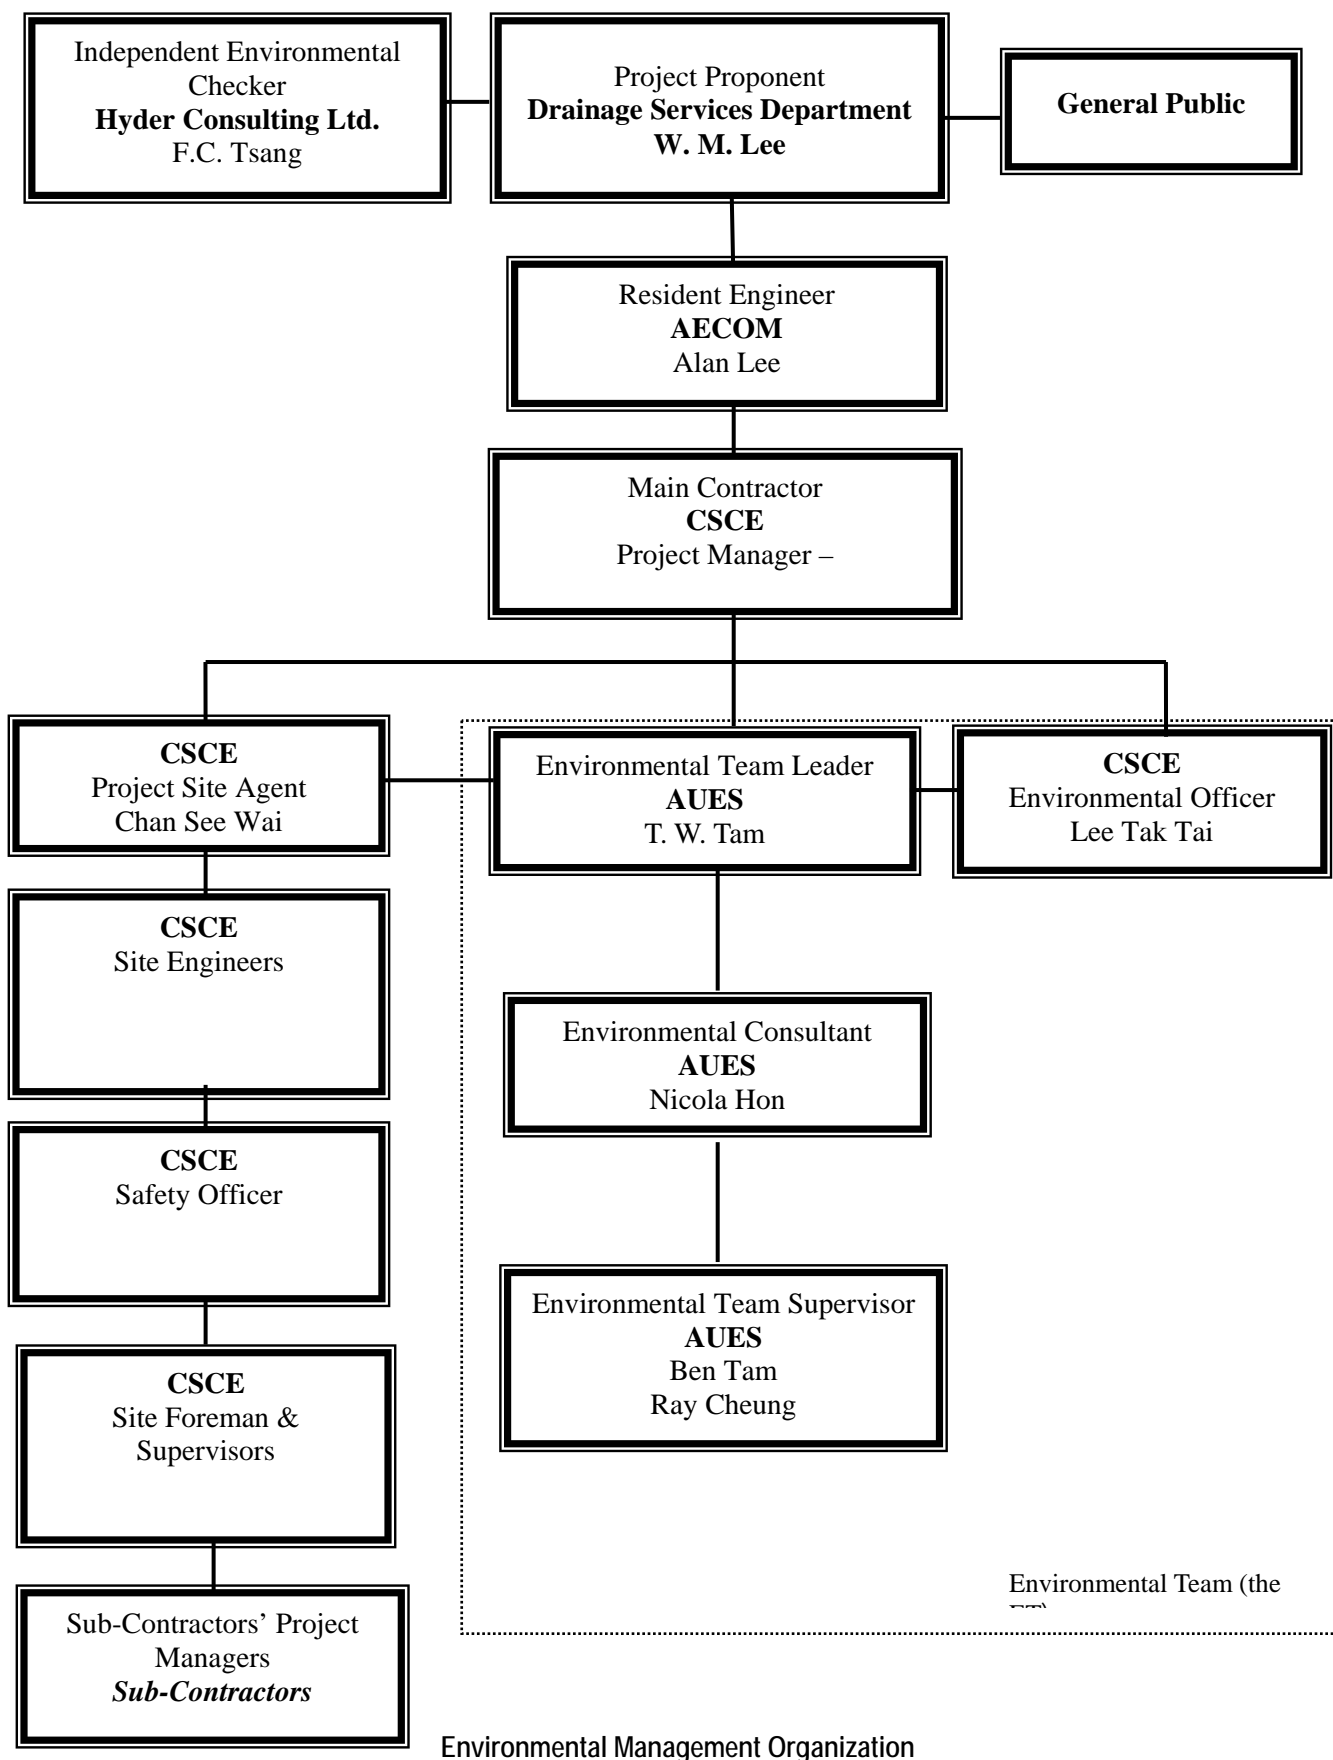 Independent Environmental
Checker
Hyder Consulting Ltd.
F.C. Tsang
Project Proponent
Drainage Services Department
W. M. Lee
General Public
Resident Engineer
AECOM
Alan Lee
Main Contractor
CSCE
Project Manager –
CSCE
Project Site Agent
Chan See Wai
Environmental Team Leader
AUES
T. W. Tam
CSCE
Environmental Officer
Lee Tak Tai
CSCE
Site Engineers
Environmental Consultant
AUES
Nicola Hon
CSCE
Safety Officer
Environmental Team Supervisor
AUES
Ben Tam
Ray Cheung
CSCE
Site Foreman &
Supervisors
Environmental Team (the
Sub-Contractors’ Project
Managers
Sub-Contractors
Environmental Management Organization